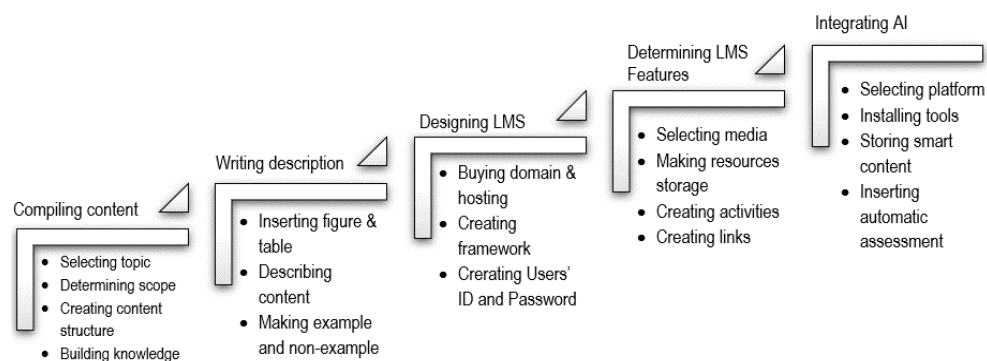 Compiling content
• Selecting topic
• Determining scope
• Creating content
structure
• Building knowledge
Writing description
• Inserting figure &
table
• Describing
content
• Making example
and non-example
Designing LMS
• Buying domain &
hosting
• Creating
framework
• Crerating Users'
ID and Password
Determining LMS
Features
• Selecting media
• Making resources
storage
• Creating activities
• Creating links
Integrating AI
• Selecting platform
• Installing tools
• Storing smart
content
• Inserting
automatic
assessment